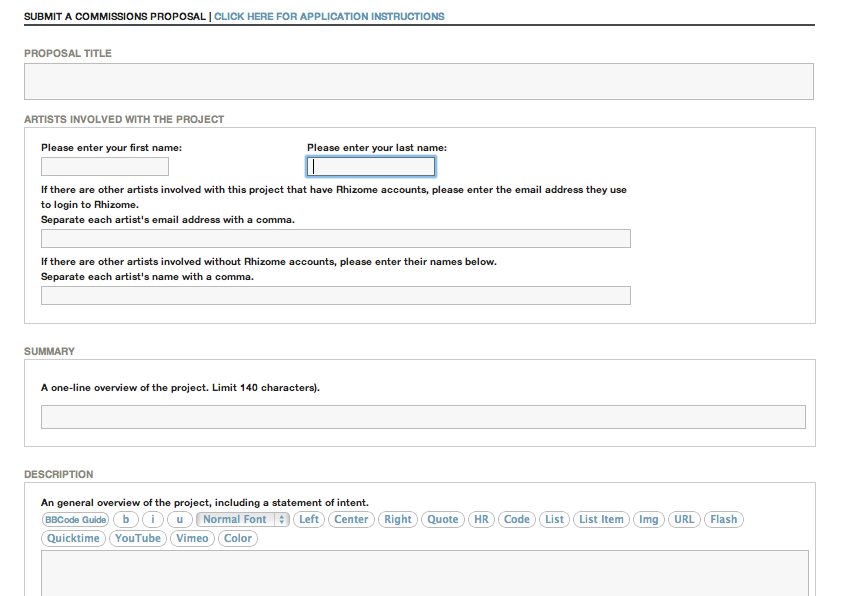 SUBMIT A COMMISSIONS PROPOSAL | CLICK HERE FOR APPLICATION INSTRUCTIONS
PROPOSAL TITLE
ARTISTS INVOLVED WITH THE PROJECT
Please enter your first name: Please enter your last name:
If there are other artists involved with this project that have Rhizome accounts, please enter the email address they use
to login to Rhizome.
Separate each artist's email address with a comma.
If there are other artists involved without Rhizome accounts, please enter their names below.
Separate each artist's name with a comma.
SUMMARY
A one-line overview of the project. Limit 140 characters).
DESCRIPTION
An general overview of the project, including a statement of intent.
BBCode Guide b i u Normal Font Left Center Right Quote HR Code List List Item Img URL Flash
Quicktime YouTube Vimeo Color